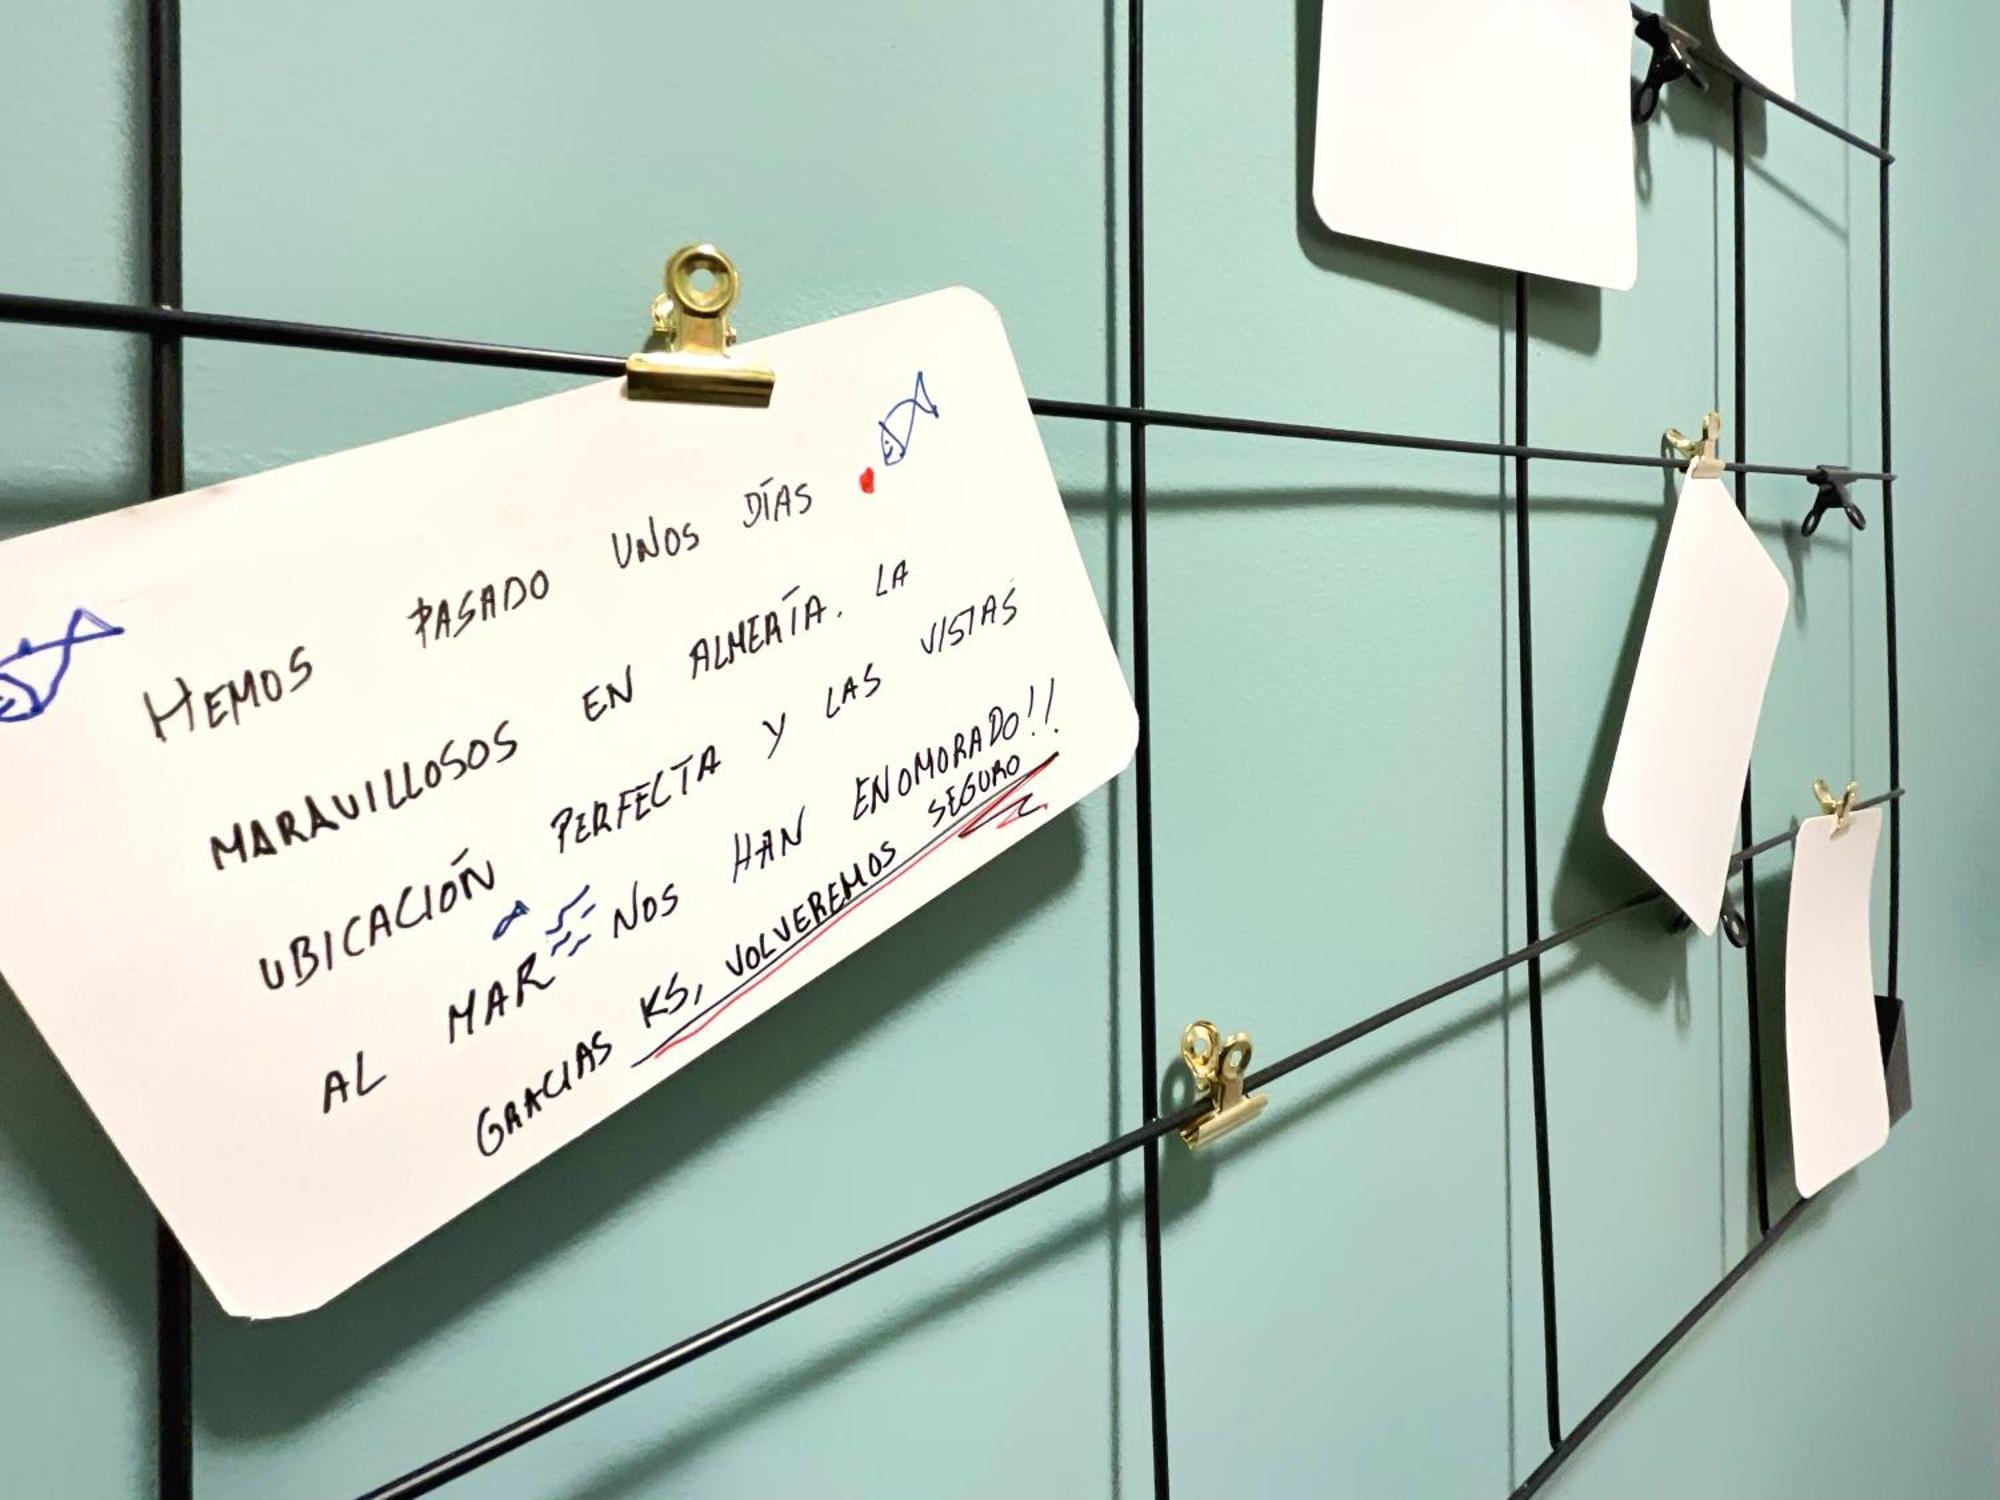 HEMOS PASADO UNOS DÍAS
MARAVILLOSOS EN ALMERÍA. LA
UBICACIÓN PERFECTA Y LAS VISTAS
AL MAR NOS HAN ENOMORADO!!
GRACIAS KS, VOLVEREMOS SEGURO